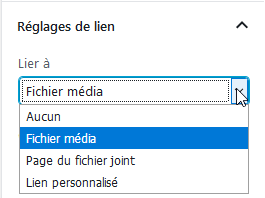 Réglages de lien
Lier à
Fichier média
Aucun
Fichier média
Page du fichier joint
Lien personnalisé